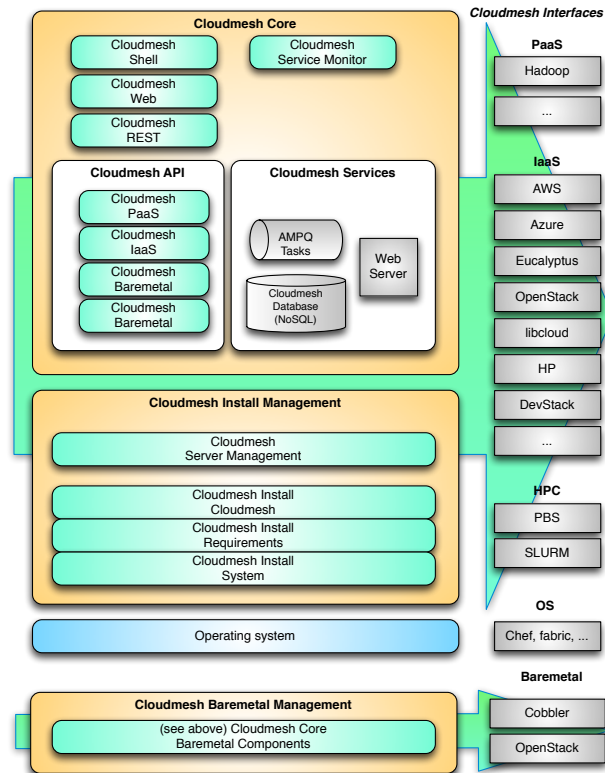 Cloudmesh Core
Cloudmesh
Shell
Cloudmesh
Service Monitor
Cloudmesh
Web
Cloudmesh
REST
Cloudmesh API
Cloudmesh
PaaS
Cloudmesh
IaaS
Cloudmesh
Baremetal
Cloudmesh
Baremetal
Cloudmesh Services
AMPQ
Tasks
Web
Server
Cloudmesh
Database
(NoSQL)
Cloudmesh Install Management
Cloudmesh
Server Management
Cloudmesh Install
Cloudmesh
Cloudmesh Install
Requirements
Cloudmesh Install
System
Operating system
Cloudmesh Baremetal Management
(see above) Cloudmesh Core
Baremetal Components
Cloudmesh Interfaces
PaaS
Hadoop
...
IaaS
AWS
Azure
Eucalyptus
OpenStack
libcloud
HP
DevStack
...
HPC
PBS
SLURM
OS
Chef, fabric, ...
Baremetal
Cobbler
OpenStack